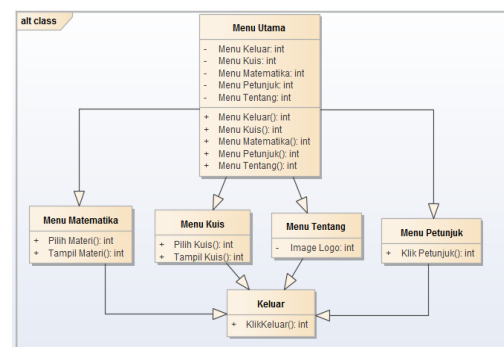 alt class
Menu Utama
- Menu Keluar: int
- Menu Kuis: int
- Menu Matematika: int
- Menu Petunjuk: int
- Menu Tentang: int
+ Menu Keluar(): int
+ Menu Kuis(): int
+ Menu Matematika(): int
+ Menu Petunjuk(): int
+ Menu Tentang(): int
Menu Matematika
+ Pilih Materi(): int
+ Tampil Materi(): int
Menu Kuis
+ Pilih Kuis(): int
+ Tampil Kuis(): int
Menu Tentang
- Image Logo: int
Menu Petunjuk
+ Klik Petunjuk(): int
Keluar
+ KlikKeluar(): int